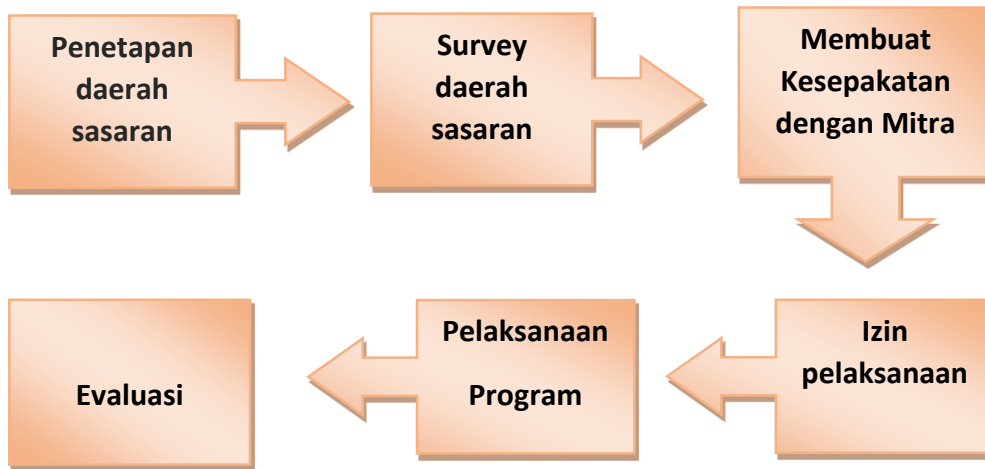 Penetapan
daerah
sasaran
Survey
daerah
sasaran
Membuat
Kesepakatan
dengan Mitra
Izin
pelaksanaan
Pelaksanaan
Program
Evaluasi